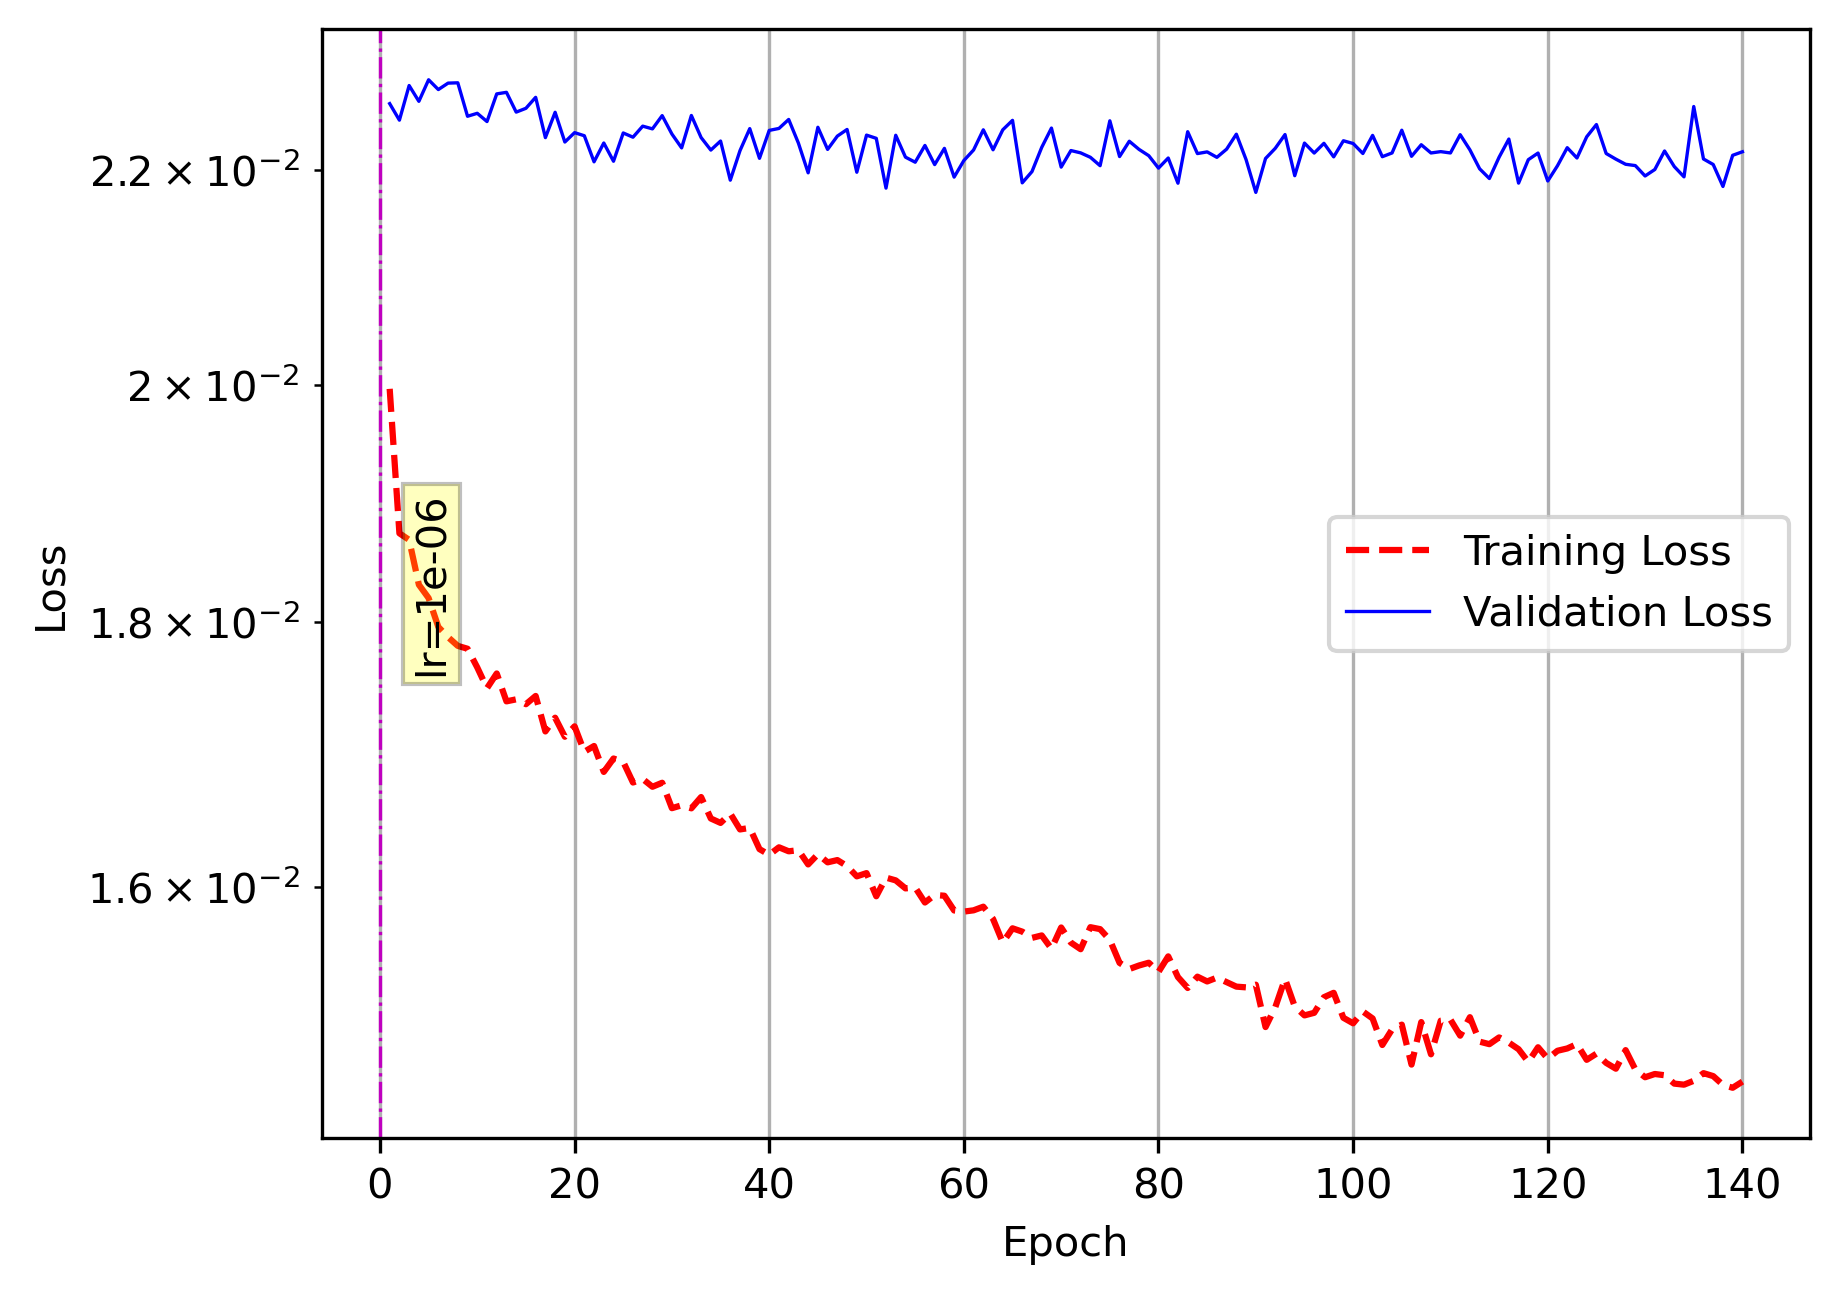 2.2 × 10⁻²
2 × 10⁻²
1.8 × 10⁻²
1.6 × 10⁻²
Loss
lr=1e-06
Training Loss
Validation Loss
0 20 40 60 80 100 120 140
Epoch